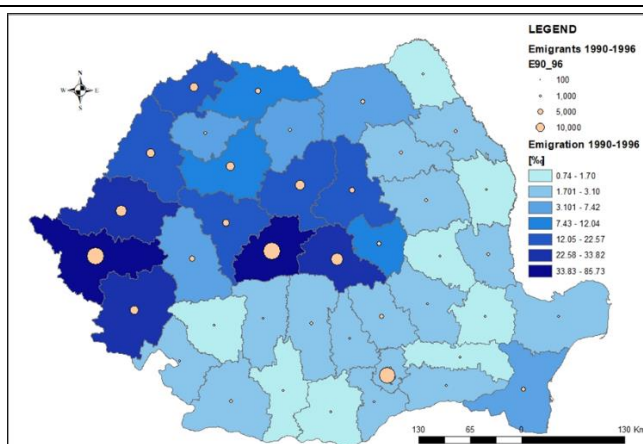 LEGEND
Emigrants 1990-1996
E90_96
100
1,000
5,000
10,000
Emigration 1990-1996
[‰]
0.74 - 1.70
1.701 - 3.10
3.101 - 7.42
7.43 - 12.04
12.05 - 22.57
22.58 - 33.82
33.83 - 85.73
N
W E
S
130 65 0 130 Km